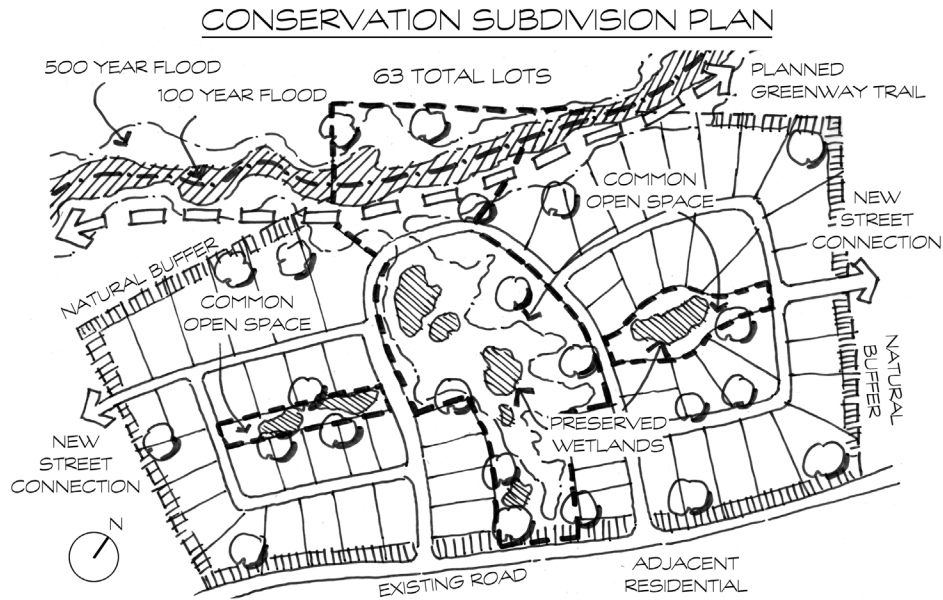 CONSERVATION SUBDIVISION PLAN
500 YEAR FLOOD
100 YEAR FLOOD
63 TOTAL LOTS
PLANNED
GREENWAY TRAIL
COMMON
OPEN SPACE
NEW
STREET
CONNECTION
NATURAL BUFFER
COMMON
OPEN SPACE
NATURAL
BUFFER
PRESERVED
WETLANDS
NEW
STREET
CONNECTION
N
EXISTING ROAD
ADJACENT
RESIDENTIAL